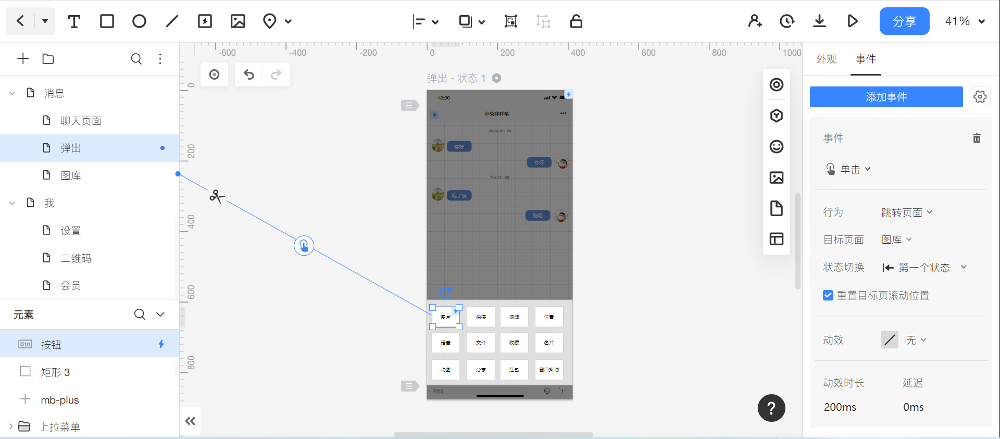 分享
41%
消息
聊天页面
弹出
图库
我
设置
二维码
会员
元素
Btn 按钮
矩形 3
mb-plus
上拉菜单
-600 -400 -200 0 200 400 600 800 1000
0
200
400
600
800
弹出 - 状态 1
12:00
小兔咩咩哒
09-14 10：29
你好
你好
今天 17：50
吃了没
刚吃
图片 拍摄 视频 位置
语音 文件 收藏 名片
动图 分享 红包 窗口抖动
发消息...
?
外观 事件
添加事件
事件
单击
行为 跳转页面
目标页面 图库
状态切换 第一个状态
重置目标页滚动位置
动效 无
动效时长 延迟
200ms 0ms